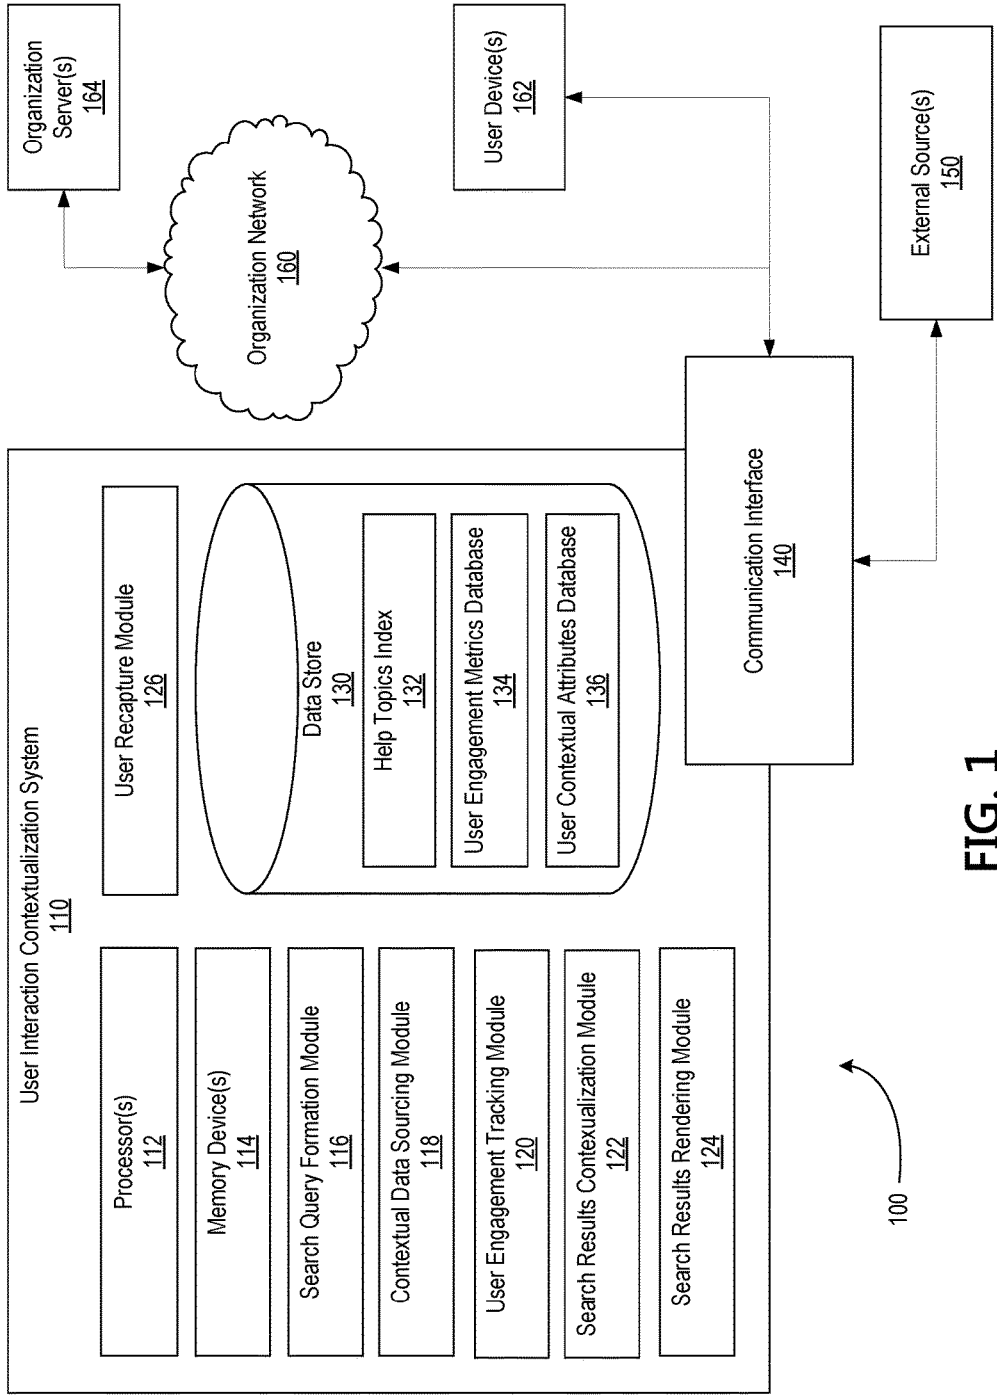 User Interaction Contextualization System
110
Processor(s)
112
Memory Device(s)
114
Search Query Formation Module
116
Contextual Data Sourcing Module
118
User Engagement Tracking Module
120
Search Results Contexualization Module
122
Search Results Rendering Module
124
User Recapture Module
126
Data Store
130
Help Topics Index
132
User Engagement Metrics Database
134
User Contextual Attributes Database
136
Communication Interface
140
Organization
Server(s)
164
Organization Network
160
User Device(s)
162
External Source(s)
150
100
FIG. 1